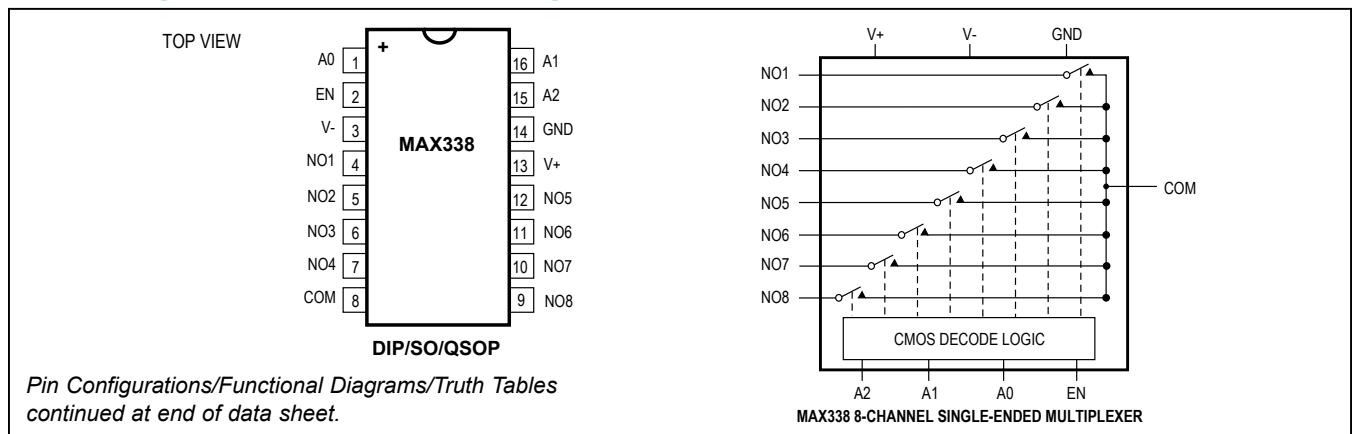 TOP VIEW
+
MAX338
A0 1
EN 2
V- 3
NO1 4
NO2 5
NO3 6
NO4 7
COM 8
16 A1
15 A2
14 GND
13 V+
12 NO5
11 NO6
10 NO7
9 NO8
DIP/SO/QSOP
Pin Configurations/Functional Diagrams/Truth Tables
continued at end of data sheet.
V+ V- GND
NO1
NO2
NO3
NO4
NO5
NO6
NO7
NO8
COM
CMOS DECODE LOGIC
A2 A1 A0 EN
MAX338 8-CHANNEL SINGLE-ENDED MULTIPLEXER